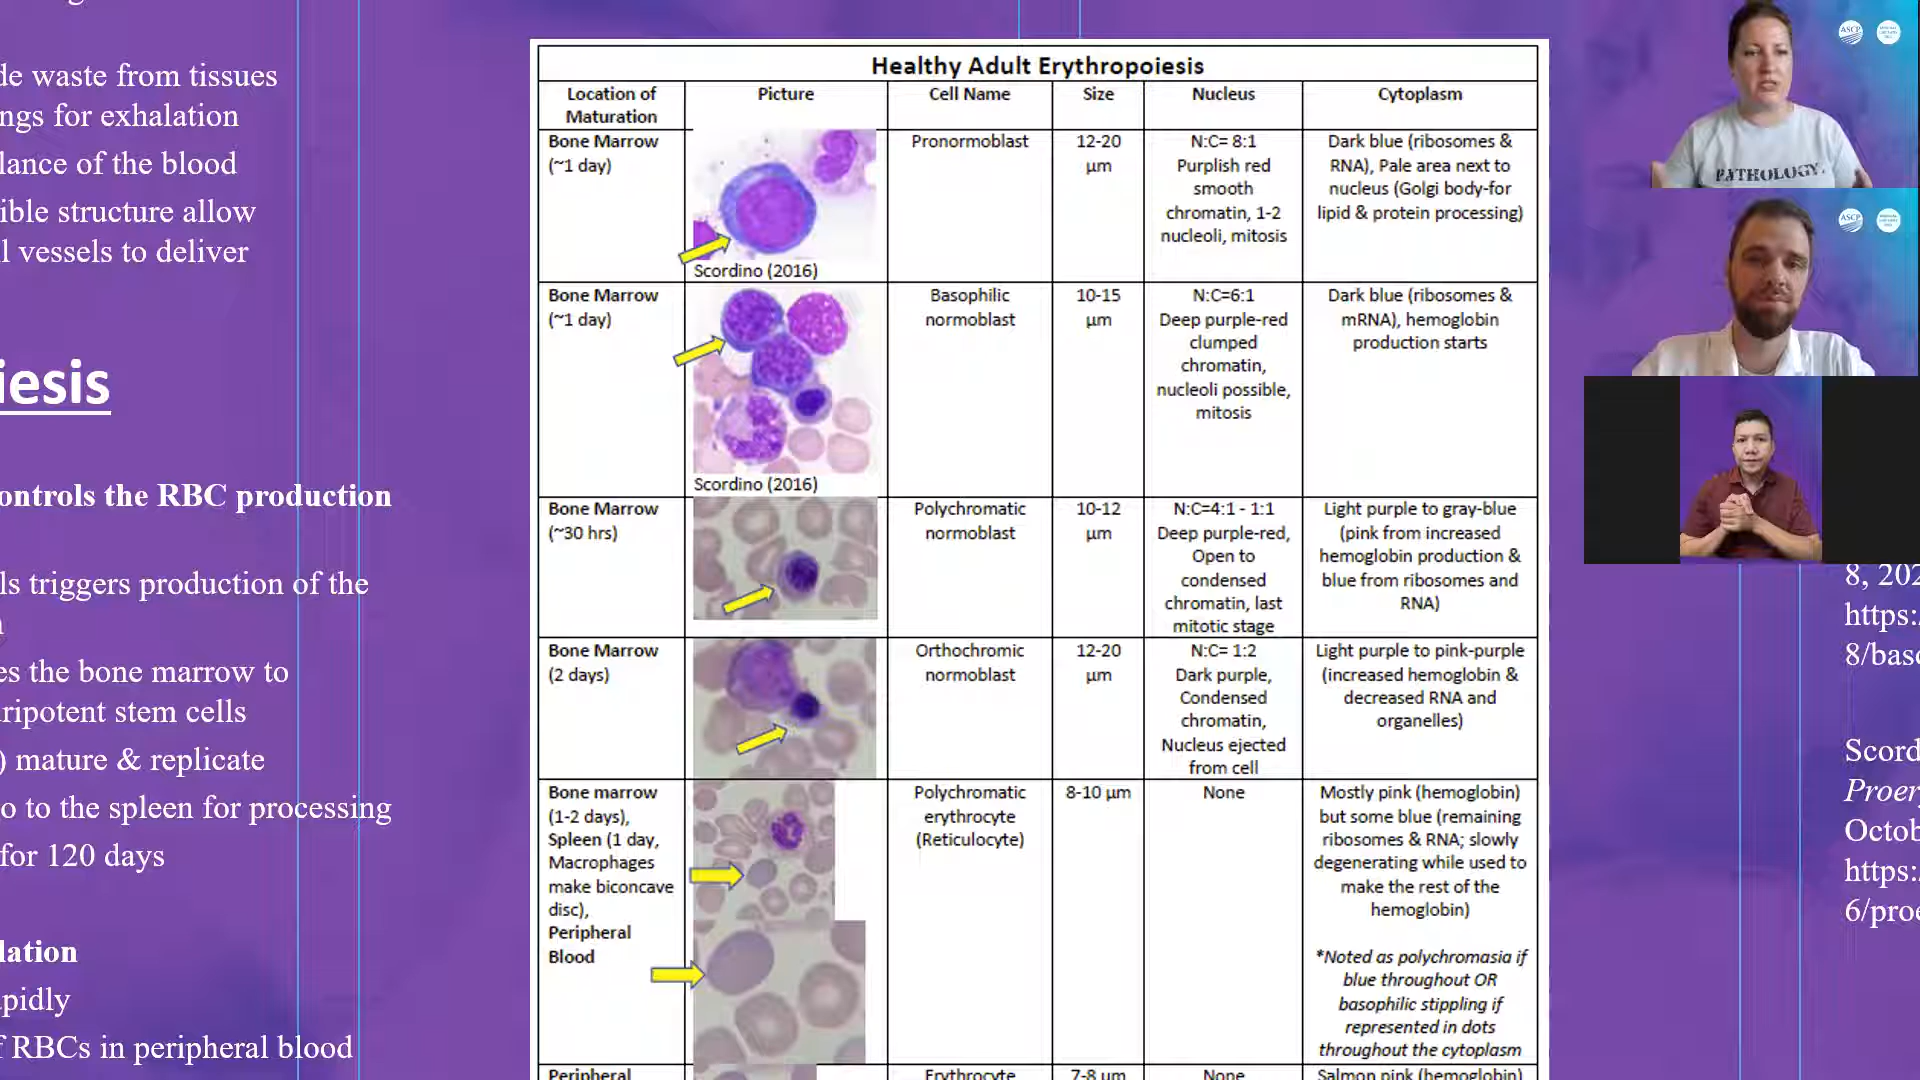 de waste from tissues
ngs for exhalation
lance of the blood
ible structure allow
l vessels to deliver
iesis
ontrols the RBC production
ls triggers production of the
es the bone marrow to
ripotent stem cells
) mature & replicate
o to the spleen for processing
for 120 days
lation
pidly
f RBCs in peripheral blood
Healthy Adult Erythropoiesis
Location of
Maturation
Picture
Cell Name
Size
Nucleus
Cytoplasm
Bone Marrow
(~1 day)
Scordino (2016)
Pronormoblast
12-20
µm
N:C= 8:1
Purplish red
smooth
chromatin, 1-2
nucleoli, mitosis
Dark blue (ribosomes &
RNA), Pale area next to
nucleus (Golgi body-for
lipid & protein processing)
Bone Marrow
(~1 day)
Scordino (2016)
Basophilic
normoblast
10-15
µm
N:C=6:1
Deep purple-red
clumped
chromatin,
nucleoli possible,
mitosis
Dark blue (ribosomes &
mRNA), hemoglobin
production starts
Bone Marrow
(~30 hrs)
Polychromatic
normoblast
10-12
µm
N:C=4:1 - 1:1
Deep purple-red,
Open to
condensed
chromatin, last
mitotic stage
Light purple to gray-blue
(pink from increased
hemoglobin production &
blue from ribosomes and
RNA)
Bone Marrow
(2 days)
Orthochromic
normoblast
12-20
µm
N:C= 1:2
Dark purple,
Condensed
chromatin,
Nucleus ejected
from cell
Light purple to pink-purple
(increased hemoglobin &
decreased RNA and
organelles)
Bone marrow
(1-2 days),
Spleen (1 day,
Macrophages
make biconcave
disc),
Peripheral
Blood
Polychromatic
erythrocyte
(Reticulocyte)
8-10 µm
None
Mostly pink (hemoglobin)
but some blue (remaining
ribosomes & RNA; slowly
degenerating while used to
make the rest of the
hemoglobin)
*Noted as polychromasia if
blue throughout OR
basophilic stippling if
represented in dots
throughout the cytoplasm
Peripheral
Erythrocyte
7-8 µm
None
Salmon pink (hemoglobin)
ASCP
PATHOLOGY.
ASCP
8, 202
https:/
8/baso
Scord
Proer
Octob
https:/
6/proe